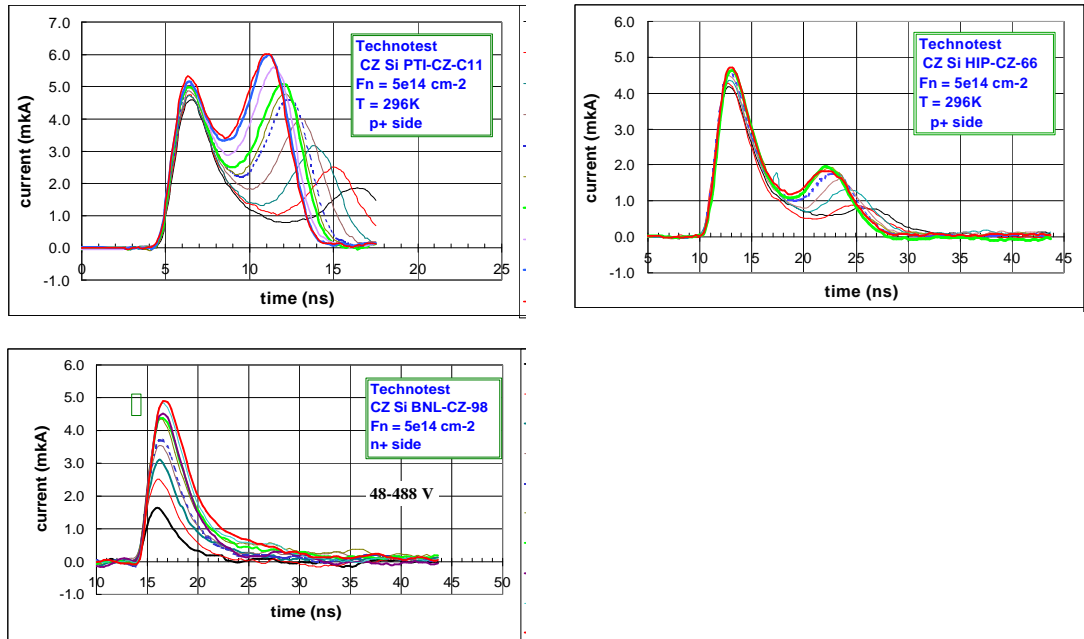 7.0
6.0
5.0
4.0
3.0
2.0
1.0
0.0
-1.0
0 5 10 15 20 25
current (mkA)
time (ns)
Technotest
CZ Si PTI-CZ-C11
Fn = 5e14 cm-2
T = 296K
p+ side
6.0
5.0
4.0
3.0
2.0
1.0
0.0
-1.0
5 10 15 20 25 30 35 40 45
current (mkA)
time (ns)
Technotest
CZ Si HIP-CZ-66
Fn = 5e14 cm-2
T = 296K
p+ side
6.0
5.0
4.0
3.0
2.0
1.0
0.0
-1.0
10 15 20 25 30 35 40 45 50
current (mkA)
time (ns)
Technotest
CZ Si BNL-CZ-98
Fn = 5e14 cm-2
n+ side
48-488 V